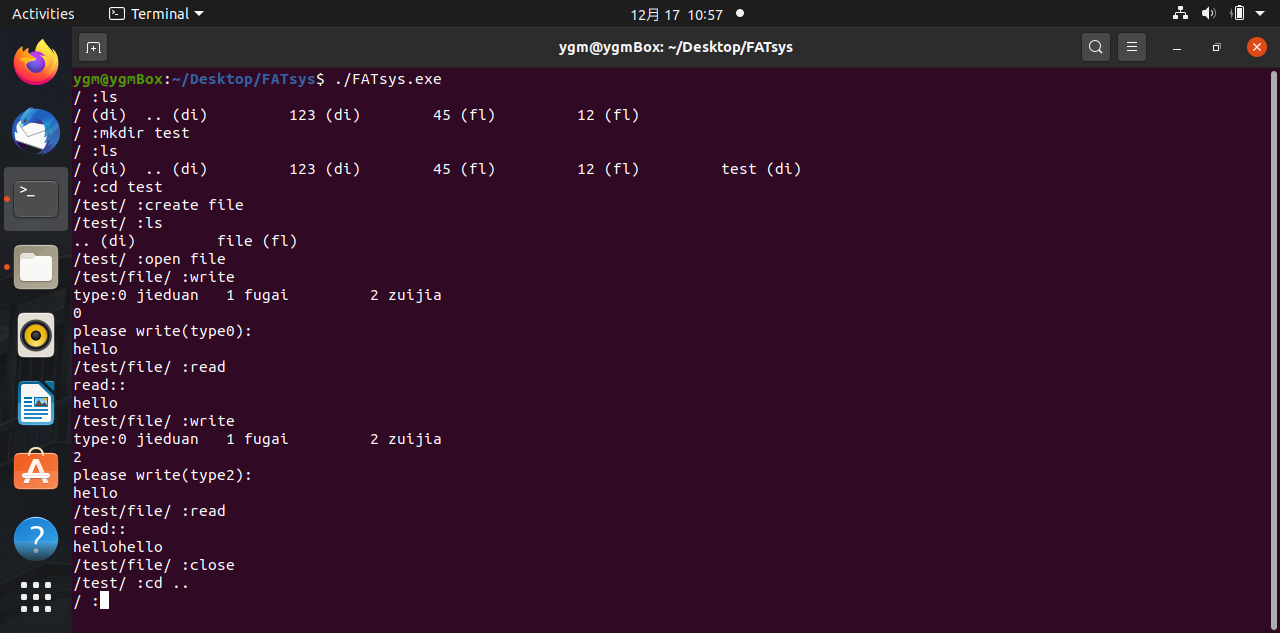 Activities Terminal 12月 17 10:57
ygm@ygmBox: ~/Desktop/FATsys
ygm@ygmBox:~/Desktop/FATsys$ ./FATsys.exe
/ :ls
/ (di)  .. (di)         123 (di)        45 (fl)         12 (fl)
/ :mkdir test
/ :ls
/ (di)  .. (di)         123 (di)        45 (fl)         12 (fl)         test (di)
/ :cd test
/test/ :create file
/test/ :ls
.. (di)         file (fl)
/test/ :open file
/test/file/ :write
type:0 jieduan   1 fugai         2 zuijia
0
please write(type0):
hello
/test/file/ :read
read::
hello
/test/file/ :write
type:0 jieduan   1 fugai         2 zuijia
2
please write(type2):
hello
/test/file/ :read
read::
hellohello
/test/file/ :close
/test/ :cd ..
/ :